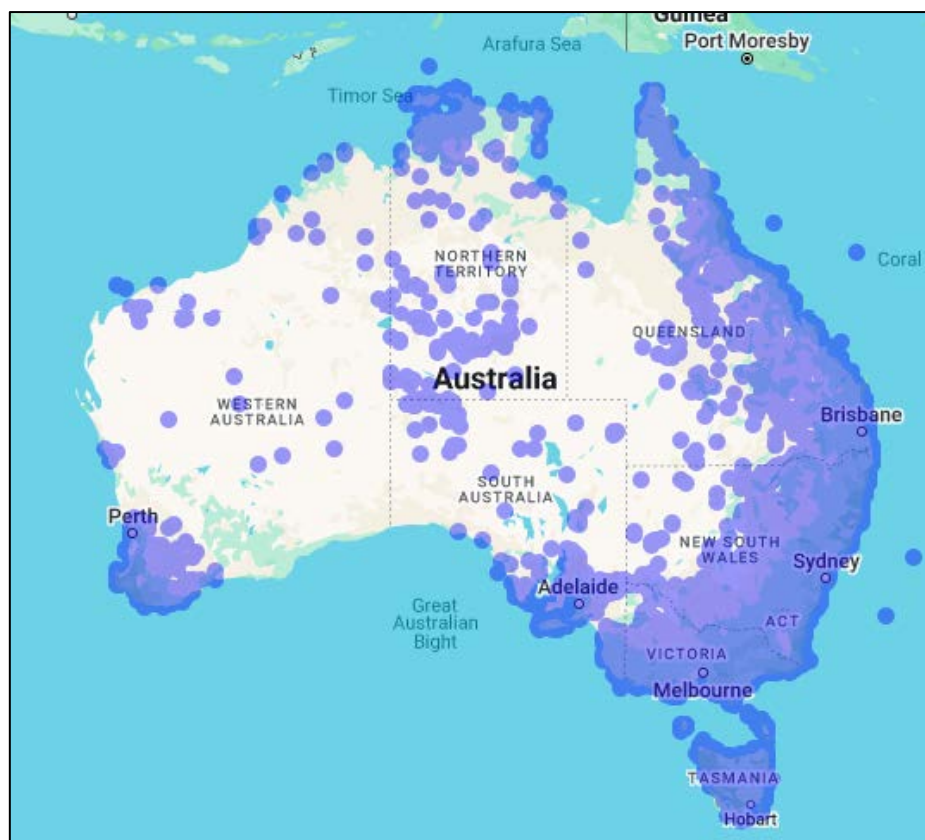 Guinea
Arafura Sea
Port Moresby
Timor Sea
NORTHERN
TERRITORY
Coral
QUEENSLAND
Australia
WESTERN
AUSTRALIA
Brisbane
SOUTH
AUSTRALIA
Perth
NEW SOUTH
WALES
Sydney
Adelaide
Great
Australian
Bight
ACT
VICTORIA
Melbourne
TASMANIA
Hobart